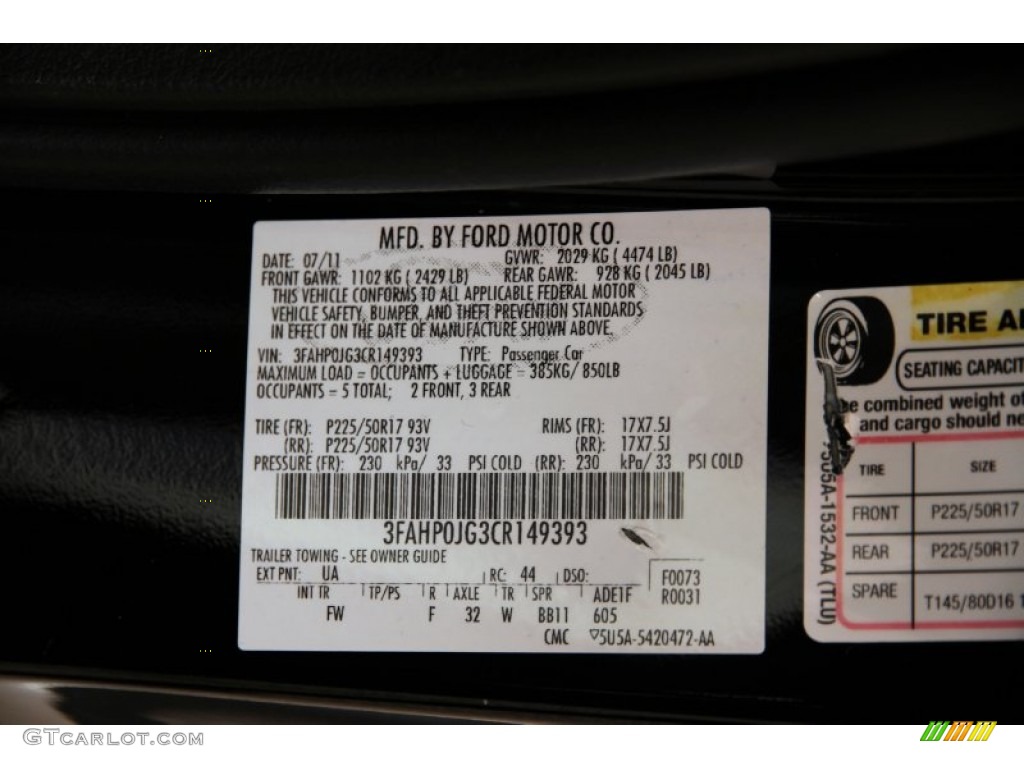 MFD. BY FORD MOTOR CO.
DATE: 07/11 GVWR: 2029 KG ( 4474 LB)
FRONT GAWR: 1102 KG ( 2429 LB) REAR GAWR: 928 KG ( 2045 LB)
THIS VEHICLE CONFORMS TO ALL APPLICABLE FEDERAL MOTOR
VEHICLE SAFETY, BUMPER, AND THEFT PREVENTION STANDARDS
IN EFFECT ON THE DATE OF MANUFACTURE SHOWN ABOVE.
VIN: 3FAHP0JG3CR149393 TYPE: Passenger Car
MAXIMUM LOAD = OCCUPANTS + LUGGAGE = 385KG/ 850LB
OCCUPANTS = 5 TOTAL; 2 FRONT, 3 REAR
TIRE (FR): P225/50R17 93V RIMS (FR): 17X7.5J
(RR): P225/50R17 93V (RR): 17X7.5J
PRESSURE (FR): 230 kPa/ 33 PSI COLD (RR): 230 kPa/ 33 PSI COLD
3FAHP0JG3CR149393
TRAILER TOWING - SEE OWNER GUIDE
EXT PNT: UA RC: 44 DSO: F0073
INT TR TP/PS R AXLE TR SPR ADE1F R0031
FW F 32 W BB11 605
CMC 5U5A-5420472-AA
TIRE A
SEATING CAPACIT
e combined weight of
and cargo should ne
TIRE SIZE
FRONT P225/50R17
REAR P225/50R17
SPARE T145/80D16
5U5A-1532-AA (TLU)
GTCarLot.com